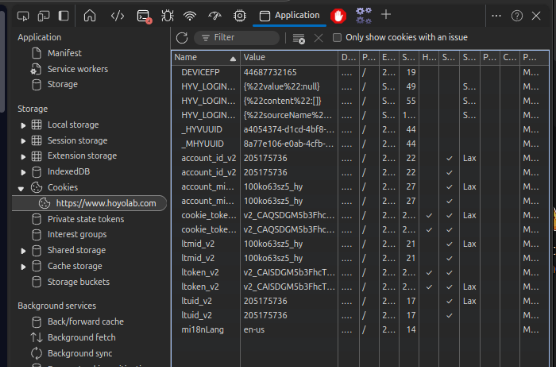 Application
Filter
Only show cookies with an issue
Application
Manifest
Service workers
Storage
Storage
Local storage
Session storage
Extension storage
IndexedDB
Cookies
https://www.hoyolab.com
Private state tokens
Interest groups
Shared storage
Cache storage
Storage buckets
Background services
Back/forward cache
Background fetch
Background sync
Name Value D... P... E... S... H... S... S... P... C... P...
DEVICEFP 44687732165 .... / 2... 19 M...
HYV_LOGIN... {%22value%22:null} .... / S... 49 S... M...
HYV_LOGIN... {%22content%22:[]} .... / S... 55 S... M...
HYV_LOGIN... {%22sourceName%2... .... / S... 1... S... M...
_HYVUUID a4054374-d1cd-4bf8-... .... / 2... 44 M...
_MHYUUID 8a77e106-e0ab-4cfb-... .... / 2... 44 M...
account_id_v2 205175736 .... / 2... 22 ✓ Lax M...
account_id_v2 205175736 .... / 2... 22 ✓ M...
account_mi... 100ko63sz5_hy .... / 2... 27 ✓ Lax M...
account_mi... 100ko63sz5_hy .... / 2... 27 ✓ M...
cookie_toke... v2_CAQSDGM5b3Fhc... .... / 2... 2... ✓ ✓ Lax M...
cookie_toke... v2_CAQSDGM5b3Fhc... .... / 2... 2... ✓ ✓ M...
ltmid_v2 100ko63sz5_hy .... / 2... 21 ✓ Lax M...
ltmid_v2 100ko63sz5_hy .... / 2... 21 ✓ M...
ltoken_v2 v2_CAISDGM5b3FhcT... .... / 2... 2... ✓ ✓ M...
ltoken_v2 v2_CAISDGM5b3FhcT... .... / 2... 2... ✓ ✓ Lax M...
ltuid_v2 205175736 .... / 2... 17 ✓ Lax M...
ltuid_v2 205175736 .... / 2... 17 ✓ M...
mi18nLang en-us .... / 2... 14 M...